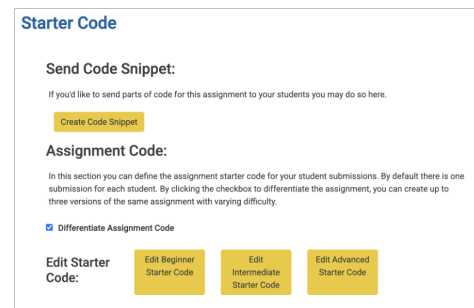 Starter Code
Send Code Snippet:
If you'd like to send parts of code for this assignment to your students you may do so here.
Create Code Snippet
Assignment Code:
In this section you can define the assignment starter code for your student submissions. By default there is one
submission for each student. By clicking the checkbox to differentiate the assignment, you can create up to
three versions of the same assignment with varying difficulty.
Differentiate Assignment Code
Edit Starter
Code:
Edit Beginner
Starter Code
Edit
Intermediate
Starter Code
Edit Advanced
Starter Code